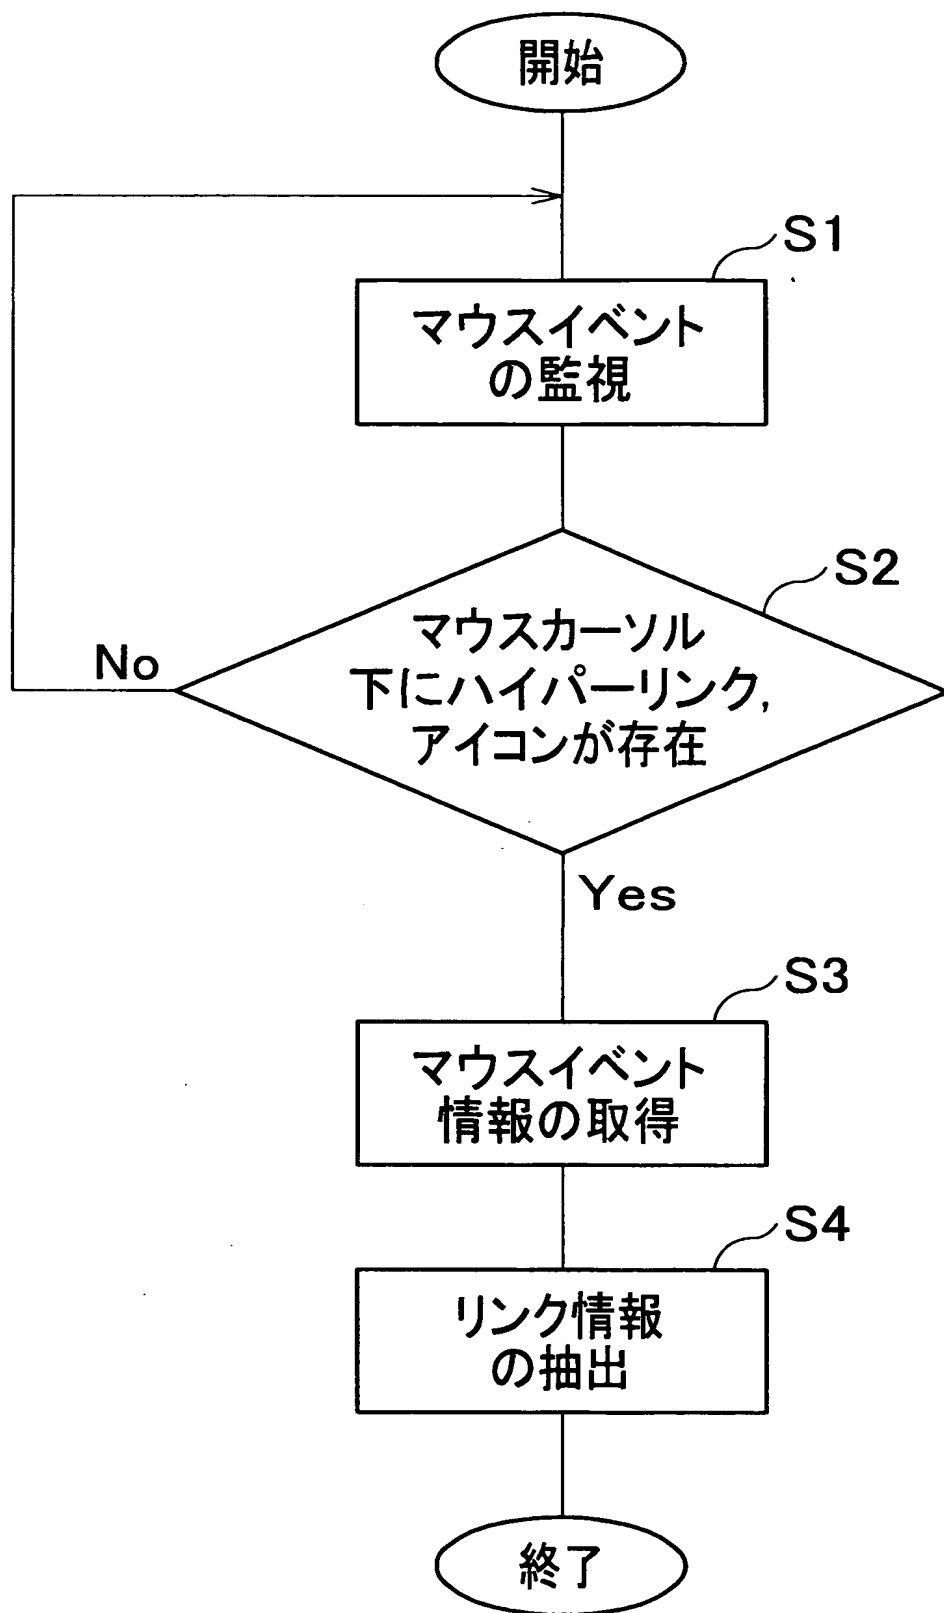 開始
S1
マウスイベント
の監視
S2
マウスカーソル
下にハイパーリンク,
アイコンが存在
No
Yes
S3
マウスイベント
情報の取得
S4
リンク情報
の抽出
終了